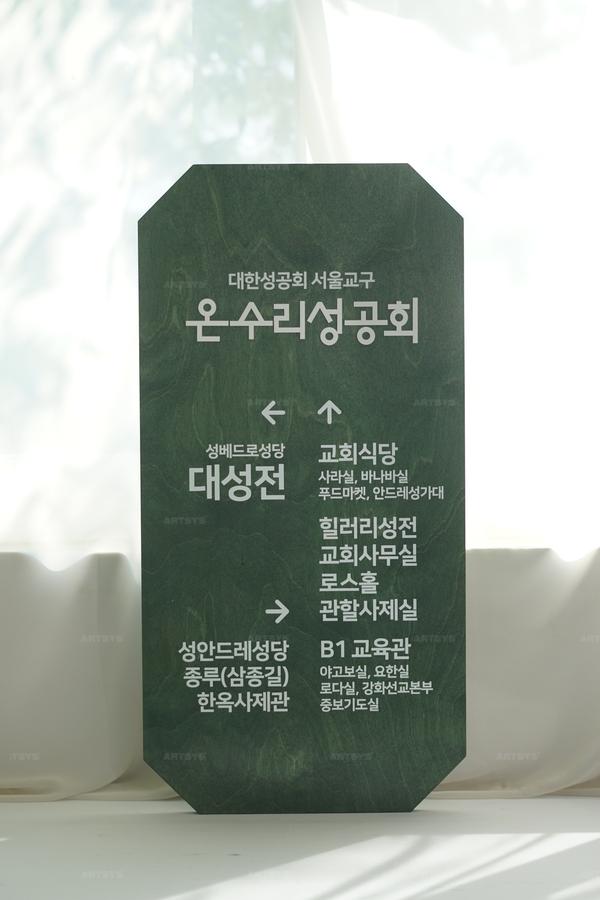 대한성공회 서울교구
온수리성공회
←
성베드로성당
대성전
→
성안드레성당
종루(삼종길)
한옥사제관
↑
교회식당
사라실, 바나바실
푸드마켓, 안드레성가대
힐러리성전
교회사무실
로스홀
관할사제실
B1 교육관
야고보실, 요한실
로다실, 강화선교본부
중보기도실
ARTSYS